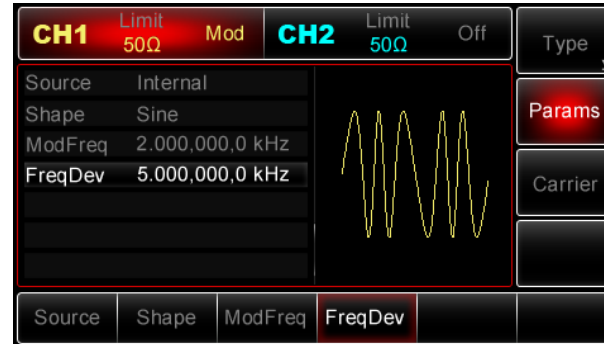 CH1 Limit 50Ω Mod CH2 Limit 50Ω Off
Type
Source Internal
Shape Sine
ModFreq 2.000,000,0 kHz
FreqDev 5.000,000,0 kHz
Params
Carrier
Source Shape ModFreq FreqDev